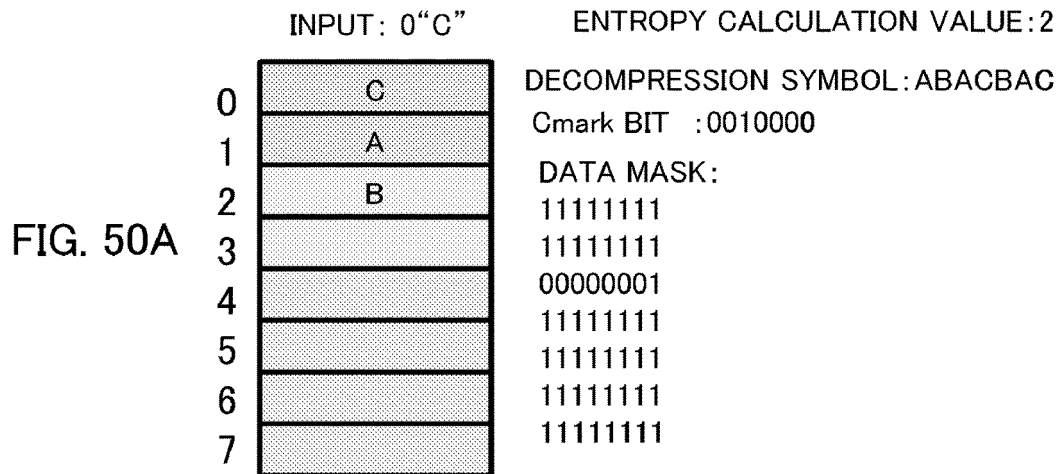 INPUT: 0“C”
ENTROPY CALCULATION VALUE:2
FIG. 50A
0 C
1 A
2 B
3
4
5
6
7
DECOMPRESSION SYMBOL:ABACBAC
Cmark BIT :0010000
DATA MASK:
11111111
11111111
00000001
11111111
11111111
11111111
11111111